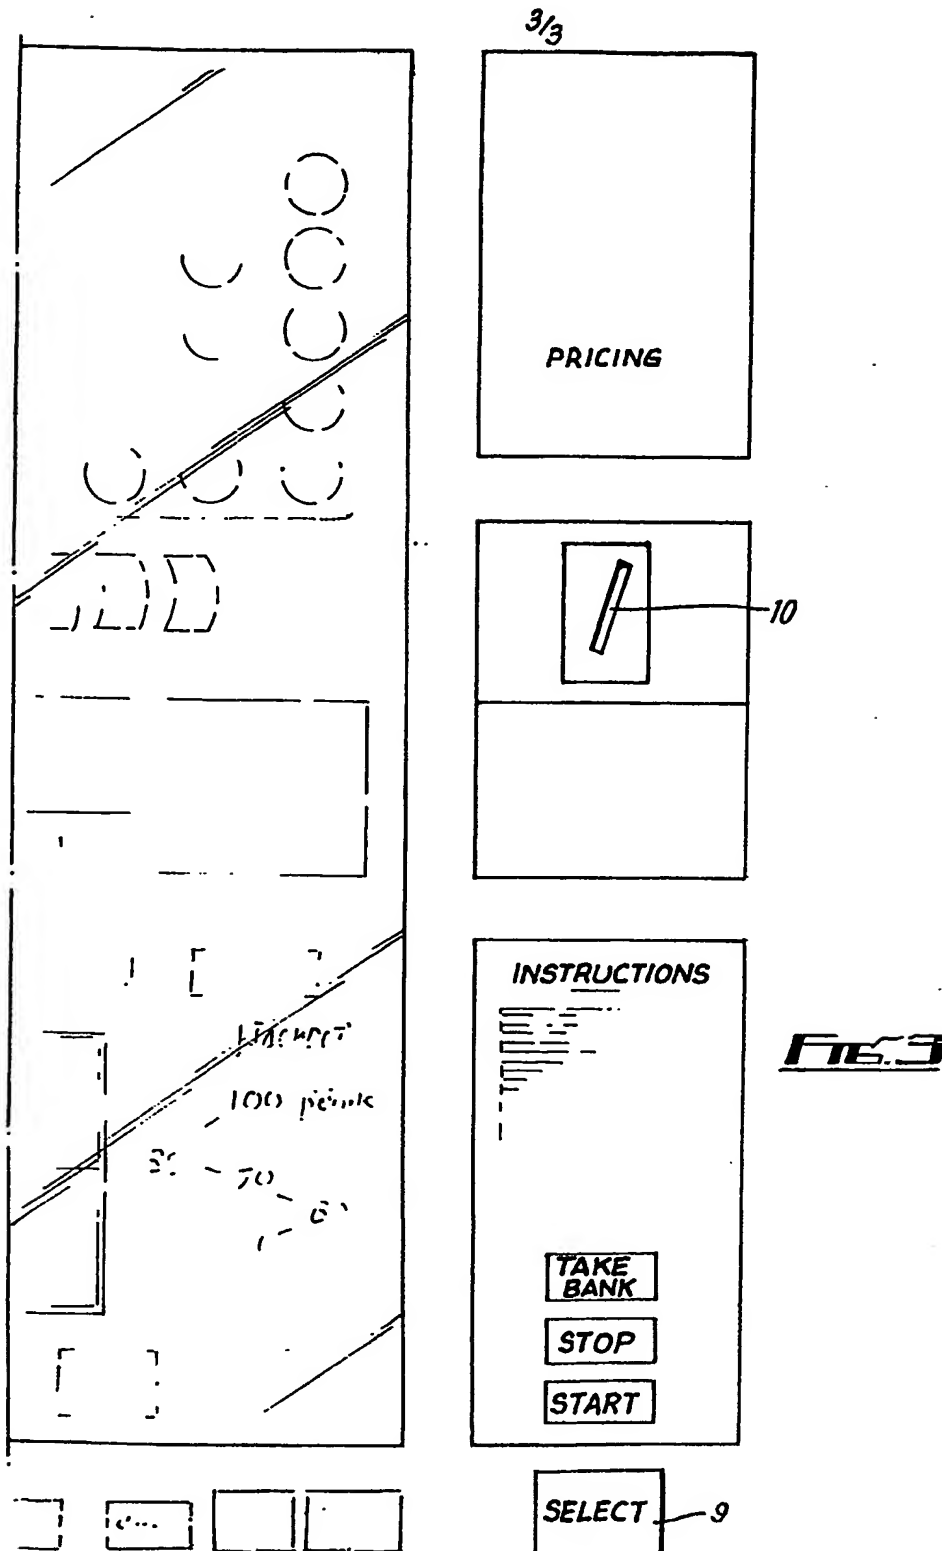 3/3
PRICING
10
INSTRUCTIONS
100
70
TAKE
BANK
STOP
START
SELECT
9
FIG. 3